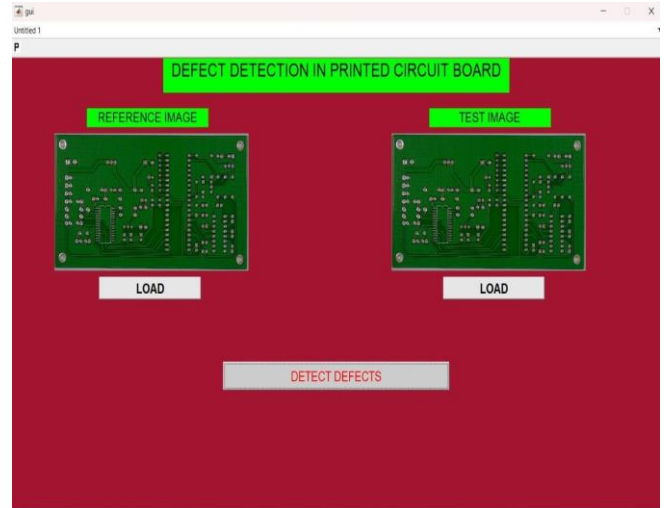 gui
Untitled 1
P
DEFECT DETECTION IN PRINTED CIRCUIT BOARD
REFERENCE IMAGE
TEST IMAGE
LOAD
LOAD
DETECT DEFECTS